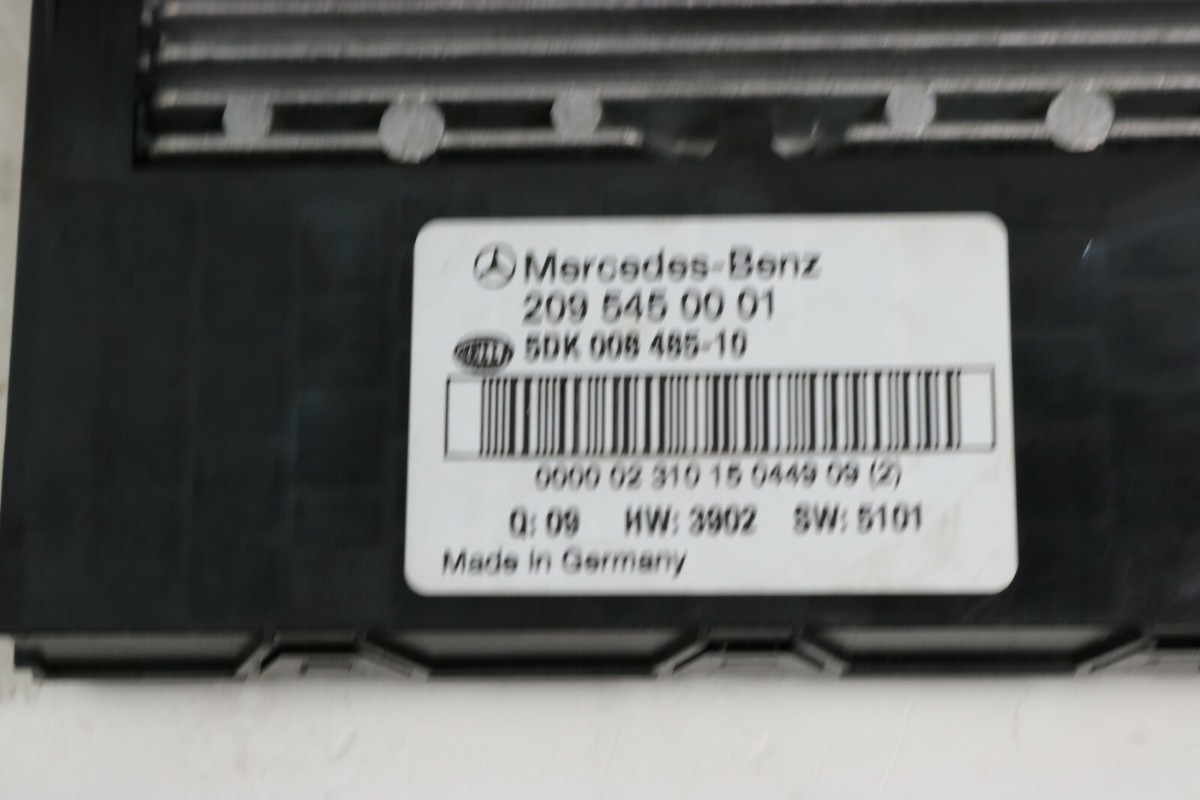 Mercedes-Benz
209 545 00 01
HELLA 5DK 008 485-10
0000 02 310 15 0449 09 (2)
Q: 09 HW: 3902 SW: 5101
Made in Germany